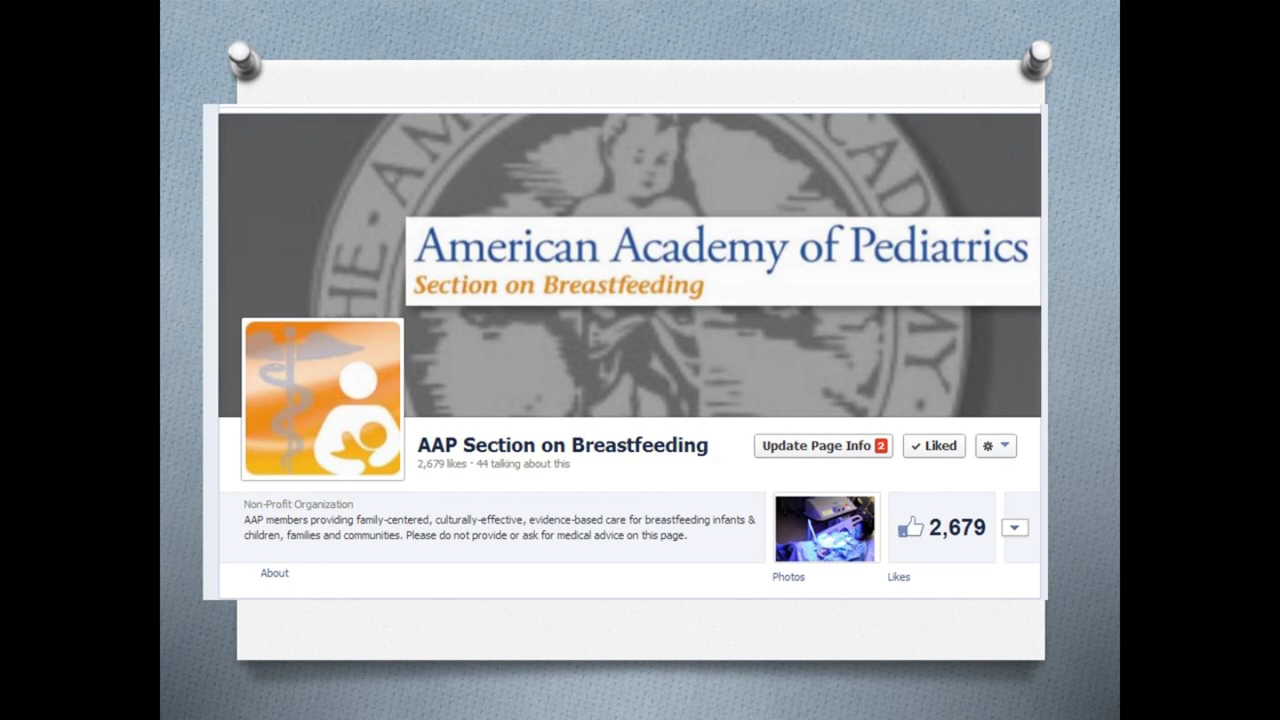 THE AMER
CADEMY
American Academy of Pediatrics
Section on Breastfeeding
AAP Section on Breastfeeding
2,679 likes · 44 talking about this
Update Page Info 2
✓ Liked
Non-Profit Organization
AAP members providing family-centered, culturally-effective, evidence-based care for breastfeeding infants &
children, families and communities. Please do not provide or ask for medical advice on this page.
2,679
About
Photos
Likes